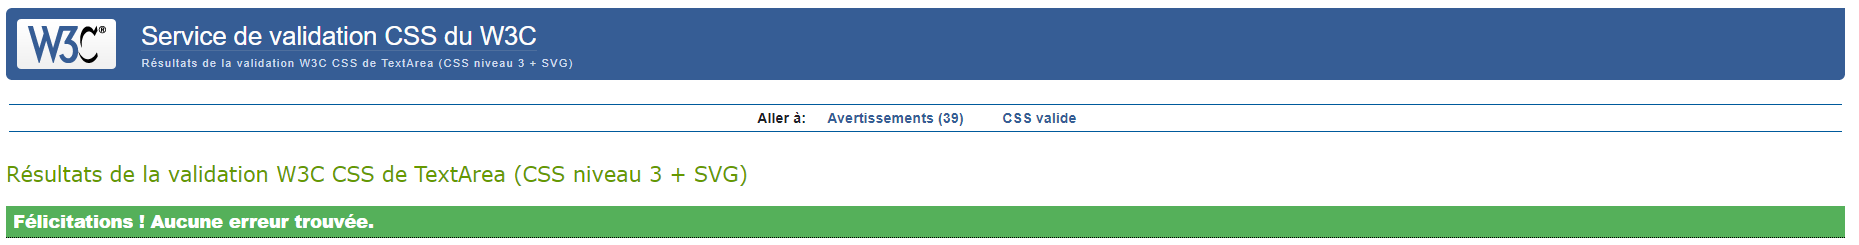 W3C®
Service de validation CSS du W3C
Résultats de la validation W3C CSS de TextArea (CSS niveau 3 + SVG)
Aller à: Avertissements (39) CSS valide
Résultats de la validation W3C CSS de TextArea (CSS niveau 3 + SVG)
Félicitations ! Aucune erreur trouvée.